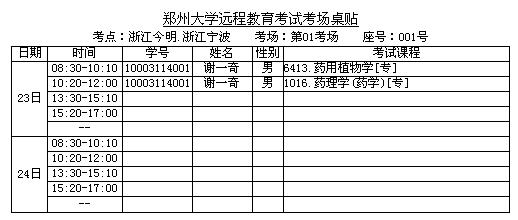 郑州大学远程教育考试考场桌贴
考点：浙江今明.浙江宁波 考场：第01考场 座号：001号
日期 时间 学号 姓名 性别 考试课程
23日
08:30-10:10 10003114001 谢一奇 男 6413.药用植物学[专]
10:20-12:00 10003114001 谢一奇 男 1016.药理学(药学)[专]
13:30-15:10
15:20-17:00
--
24日
08:30-10:10
10:20-12:00
13:30-15:10
15:20-17:00
--